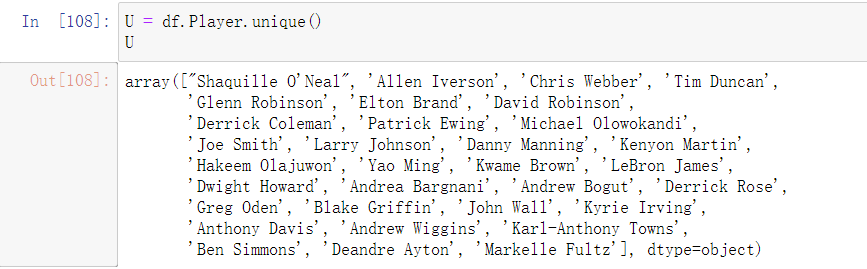 In [108]: U = df.Player.unique()
U
Out[108]: array(["Shaquille O'Neal", 'Allen Iverson', 'Chris Webber', 'Tim Duncan',
'Glenn Robinson', 'Elton Brand', 'David Robinson',
'Derrick Coleman', 'Patrick Ewing', 'Michael Olowokandi',
'Joe Smith', 'Larry Johnson', 'Danny Manning', 'Kenyon Martin',
'Hakeem Olajuwon', 'Yao Ming', 'Kwame Brown', 'LeBron James',
'Dwight Howard', 'Andrea Bargnani', 'Andrew Bogut', 'Derrick Rose',
'Greg Oden', 'Blake Griffin', 'John Wall', 'Kyrie Irving',
'Anthony Davis', 'Andrew Wiggins', 'Karl-Anthony Towns',
'Ben Simmons', 'Deandre Ayton', 'Markelle Fultz'], dtype=object)